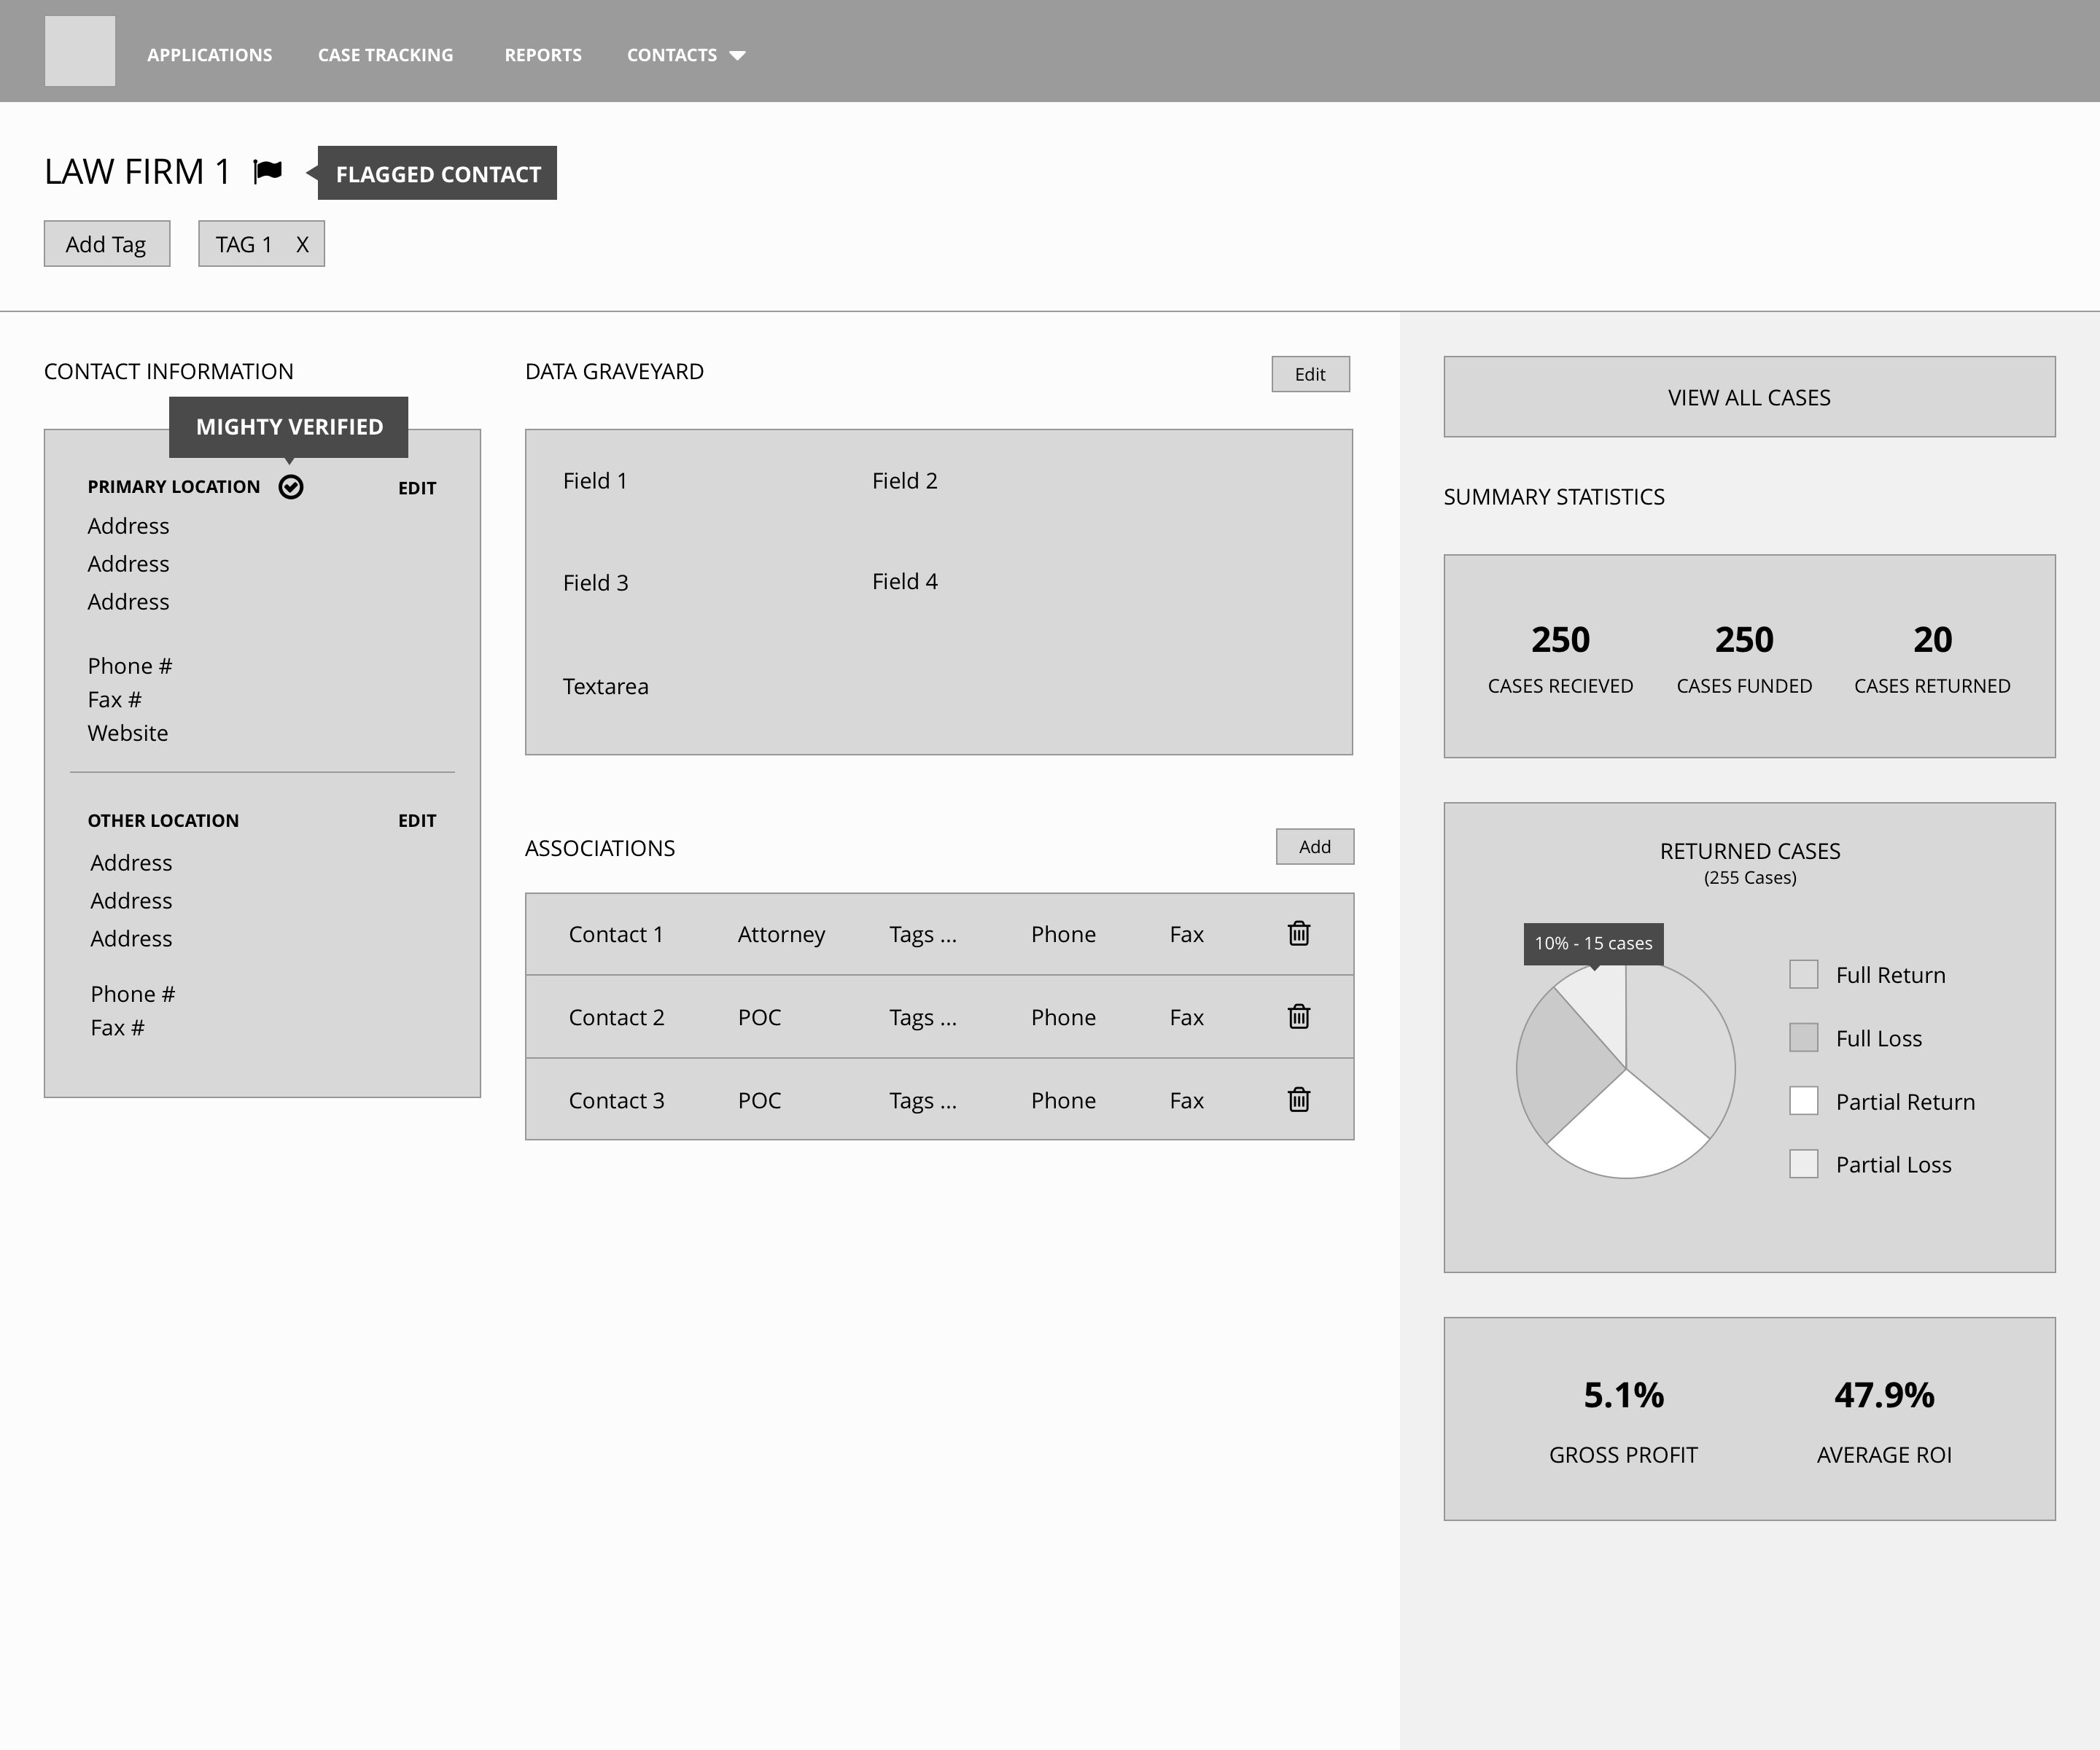 APPLICATIONS CASE TRACKING REPORTS CONTACTS
LAW FIRM 1 FLAGGED CONTACT
Add Tag TAG 1 X
CONTACT INFORMATION
MIGHTY VERIFIED
PRIMARY LOCATION EDIT
Address
Address
Address
Phone #
Fax #
Website
OTHER LOCATION EDIT
Address
Address
Address
Phone #
Fax #
DATA GRAVEYARD Edit
Field 1 Field 2
Field 3 Field 4
Textarea
ASSOCIATIONS Add
Contact 1 Attorney Tags ... Phone Fax
Contact 2 POC Tags ... Phone Fax
Contact 3 POC Tags ... Phone Fax
VIEW ALL CASES
SUMMARY STATISTICS
250 250 20
CASES RECIEVED CASES FUNDED CASES RETURNED
RETURNED CASES
(255 Cases)
10% - 15 cases
Full Return
Full Loss
Partial Return
Partial Loss
5.1% 47.9%
GROSS PROFIT AVERAGE ROI